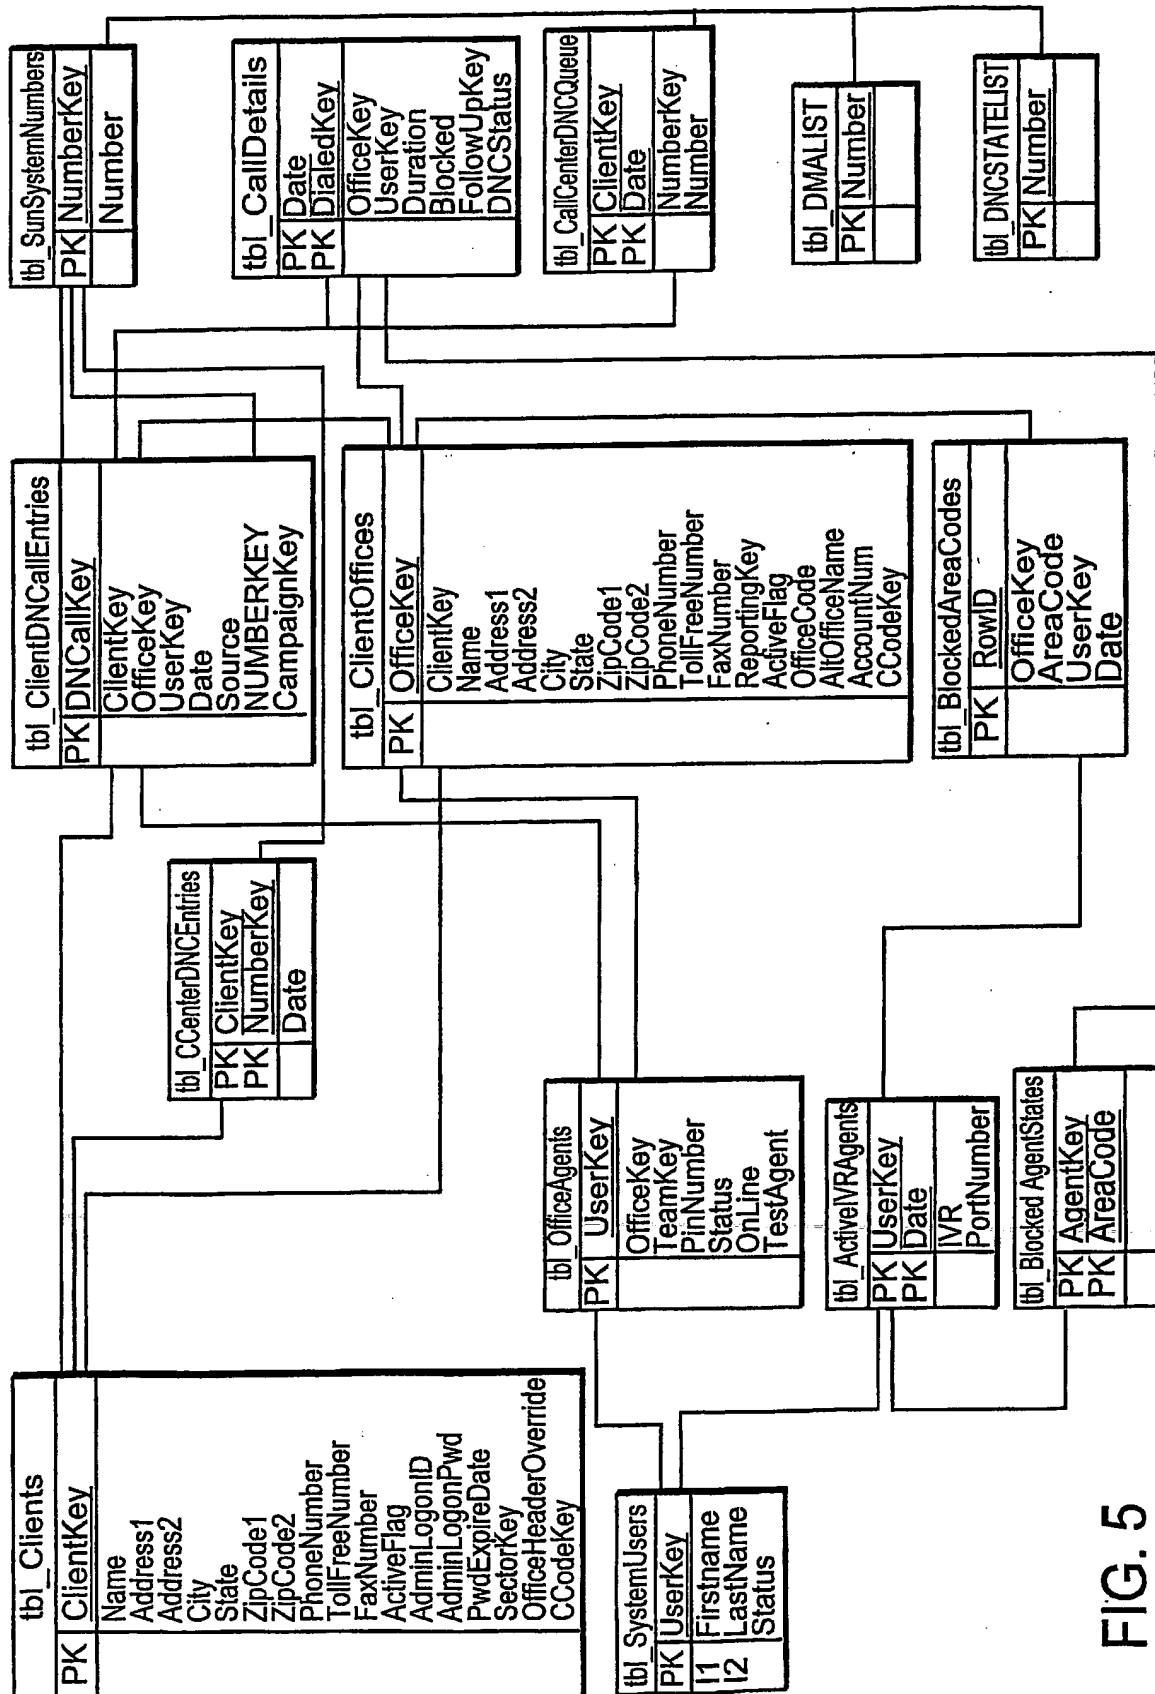 tbl_Clients
PK ClientKey
Name
Address1
Address2
City
State
ZipCode1
ZipCode2
PhoneNumber
TollFreeNumber
FaxNumber
ActiveFlag
AdminLogonID
AdminLogonPwd
PwdExpireDate
SectorKey
OfficeHeaderOverride
CCodeKey
tbl_SystemUsers
PK UserKey
I1 Firstname
I2 LastName
Status
tbl_CCenterDNCEntries
PK ClientKey
PK NumberKey
Date
tbl_OfficeAgents
PK UserKey
OfficeKey
TeamKey
PinNumber
Status
OnLine
TestAgent
tbl_ActiveIVRAgents
PK UserKey
PK Date
IVR
PortNumber
tbl_Blocked AgentStates
PK AgentKey
PK AreaCode
tbl_ClientDNCallEntries
PK DNCallKey
ClientKey
OfficeKey
UserKey
Date
Source
NUMBERKEY
CampaignKey
tbl_ClientOffices
PK OfficeKey
ClientKey
Name
Address1
Address2
City
State
ZipCode1
ZipCode2
PhoneNumber
TollFreeNumber
FaxNumber
ReportingKey
ActiveFlag
OfficeCode
AltOfficeName
AccountNum
CCodeKey
tbl_BlockedAreaCodes
PK RowID
OfficeKey
AreaCode
UserKey
Date
tbl_SunSystemNumbers
PK NumberKey
Number
tbl_CallDetails
PK Date
PK DialedKey
OfficeKey
UserKey
Duration
Blocked
FollowUpKey
DNCStatus
tbl_CallCenterDNCQueue
PK ClientKey
PK Date
NumberKey
Number
tbl_DMALIST
PK Number
tbl_DNCSTATELIST
PK Number
FIG. 5